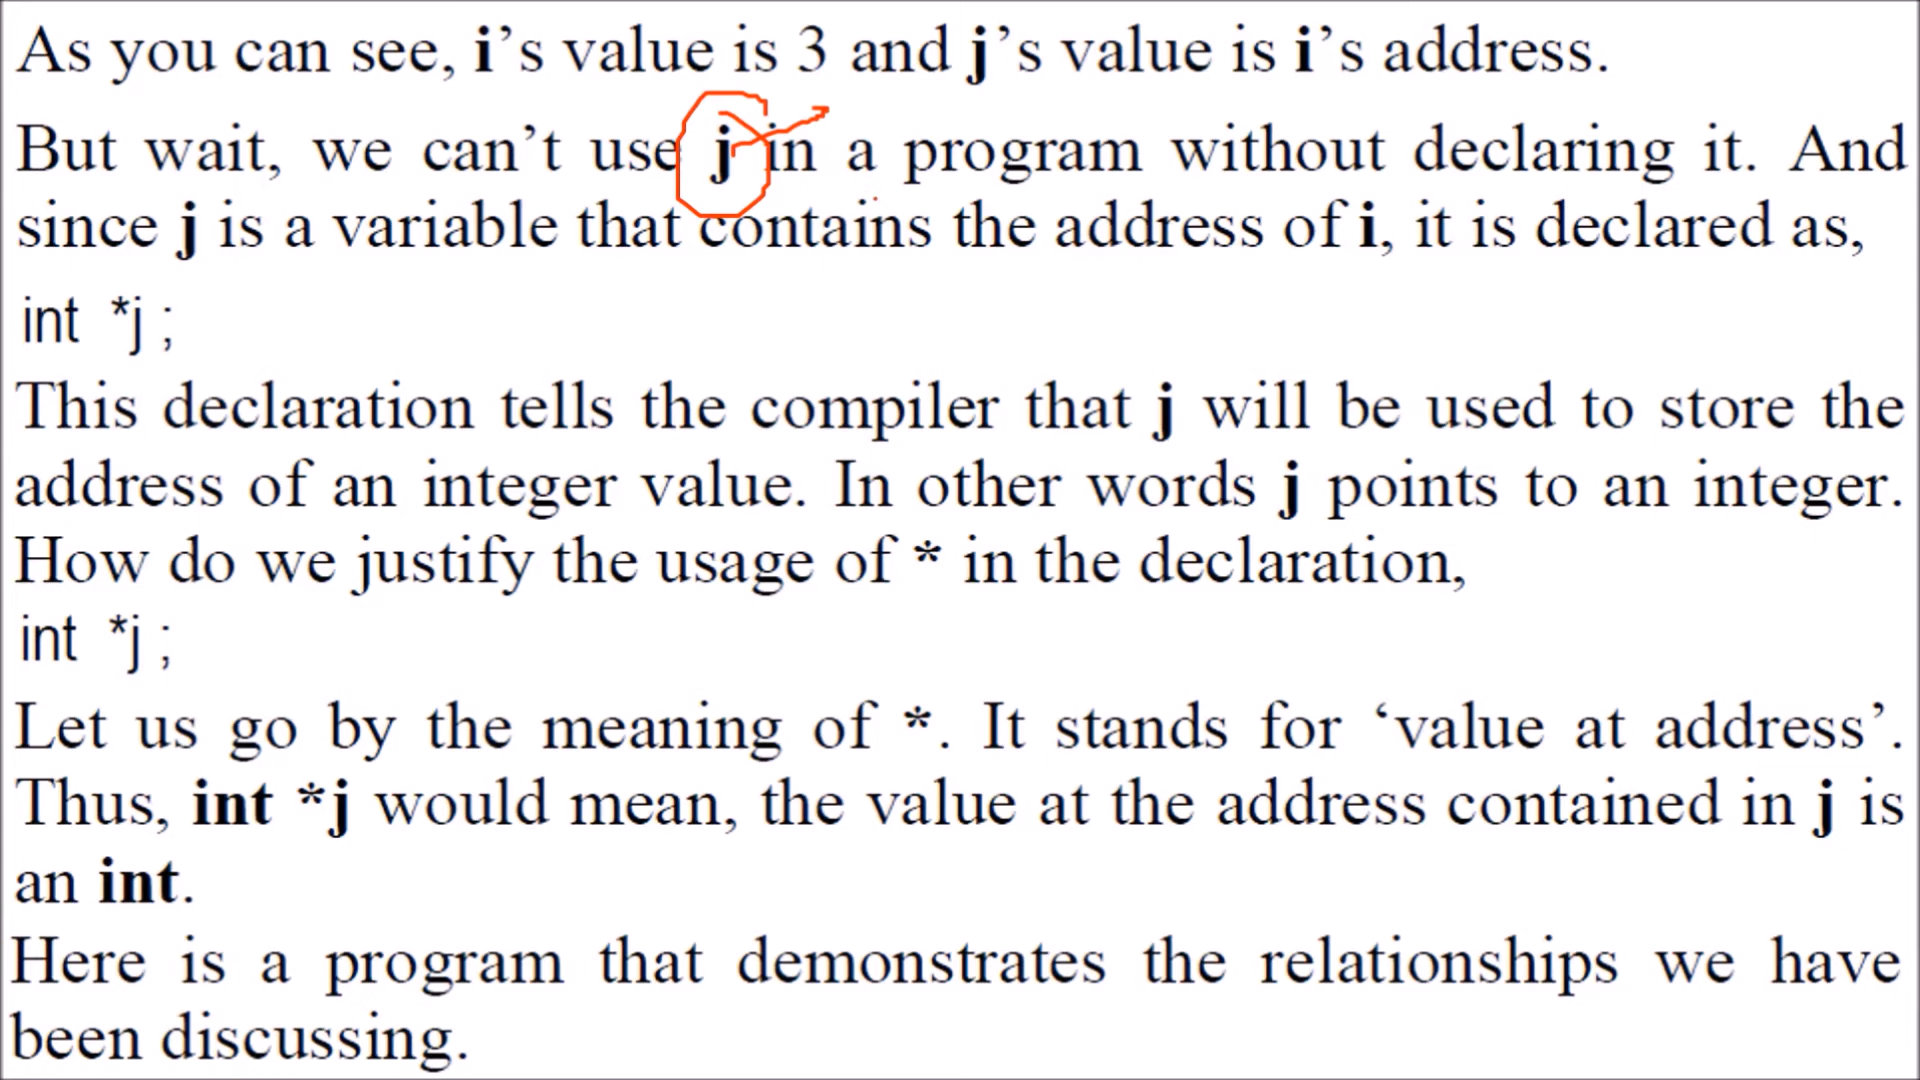 As you can see, i’s value is 3 and j’s value is i’s address.
But wait, we can’t use j in a program without declaring it. And
since j is a variable that contains the address of i, it is declared as,
int *j ;
This declaration tells the compiler that j will be used to store the
address of an integer value. In other words j points to an integer.
How do we justify the usage of * in the declaration,
int *j ;
Let us go by the meaning of *. It stands for ‘value at address’.
Thus, int *j would mean, the value at the address contained in j is
an int.
Here is a program that demonstrates the relationships we have
been discussing.